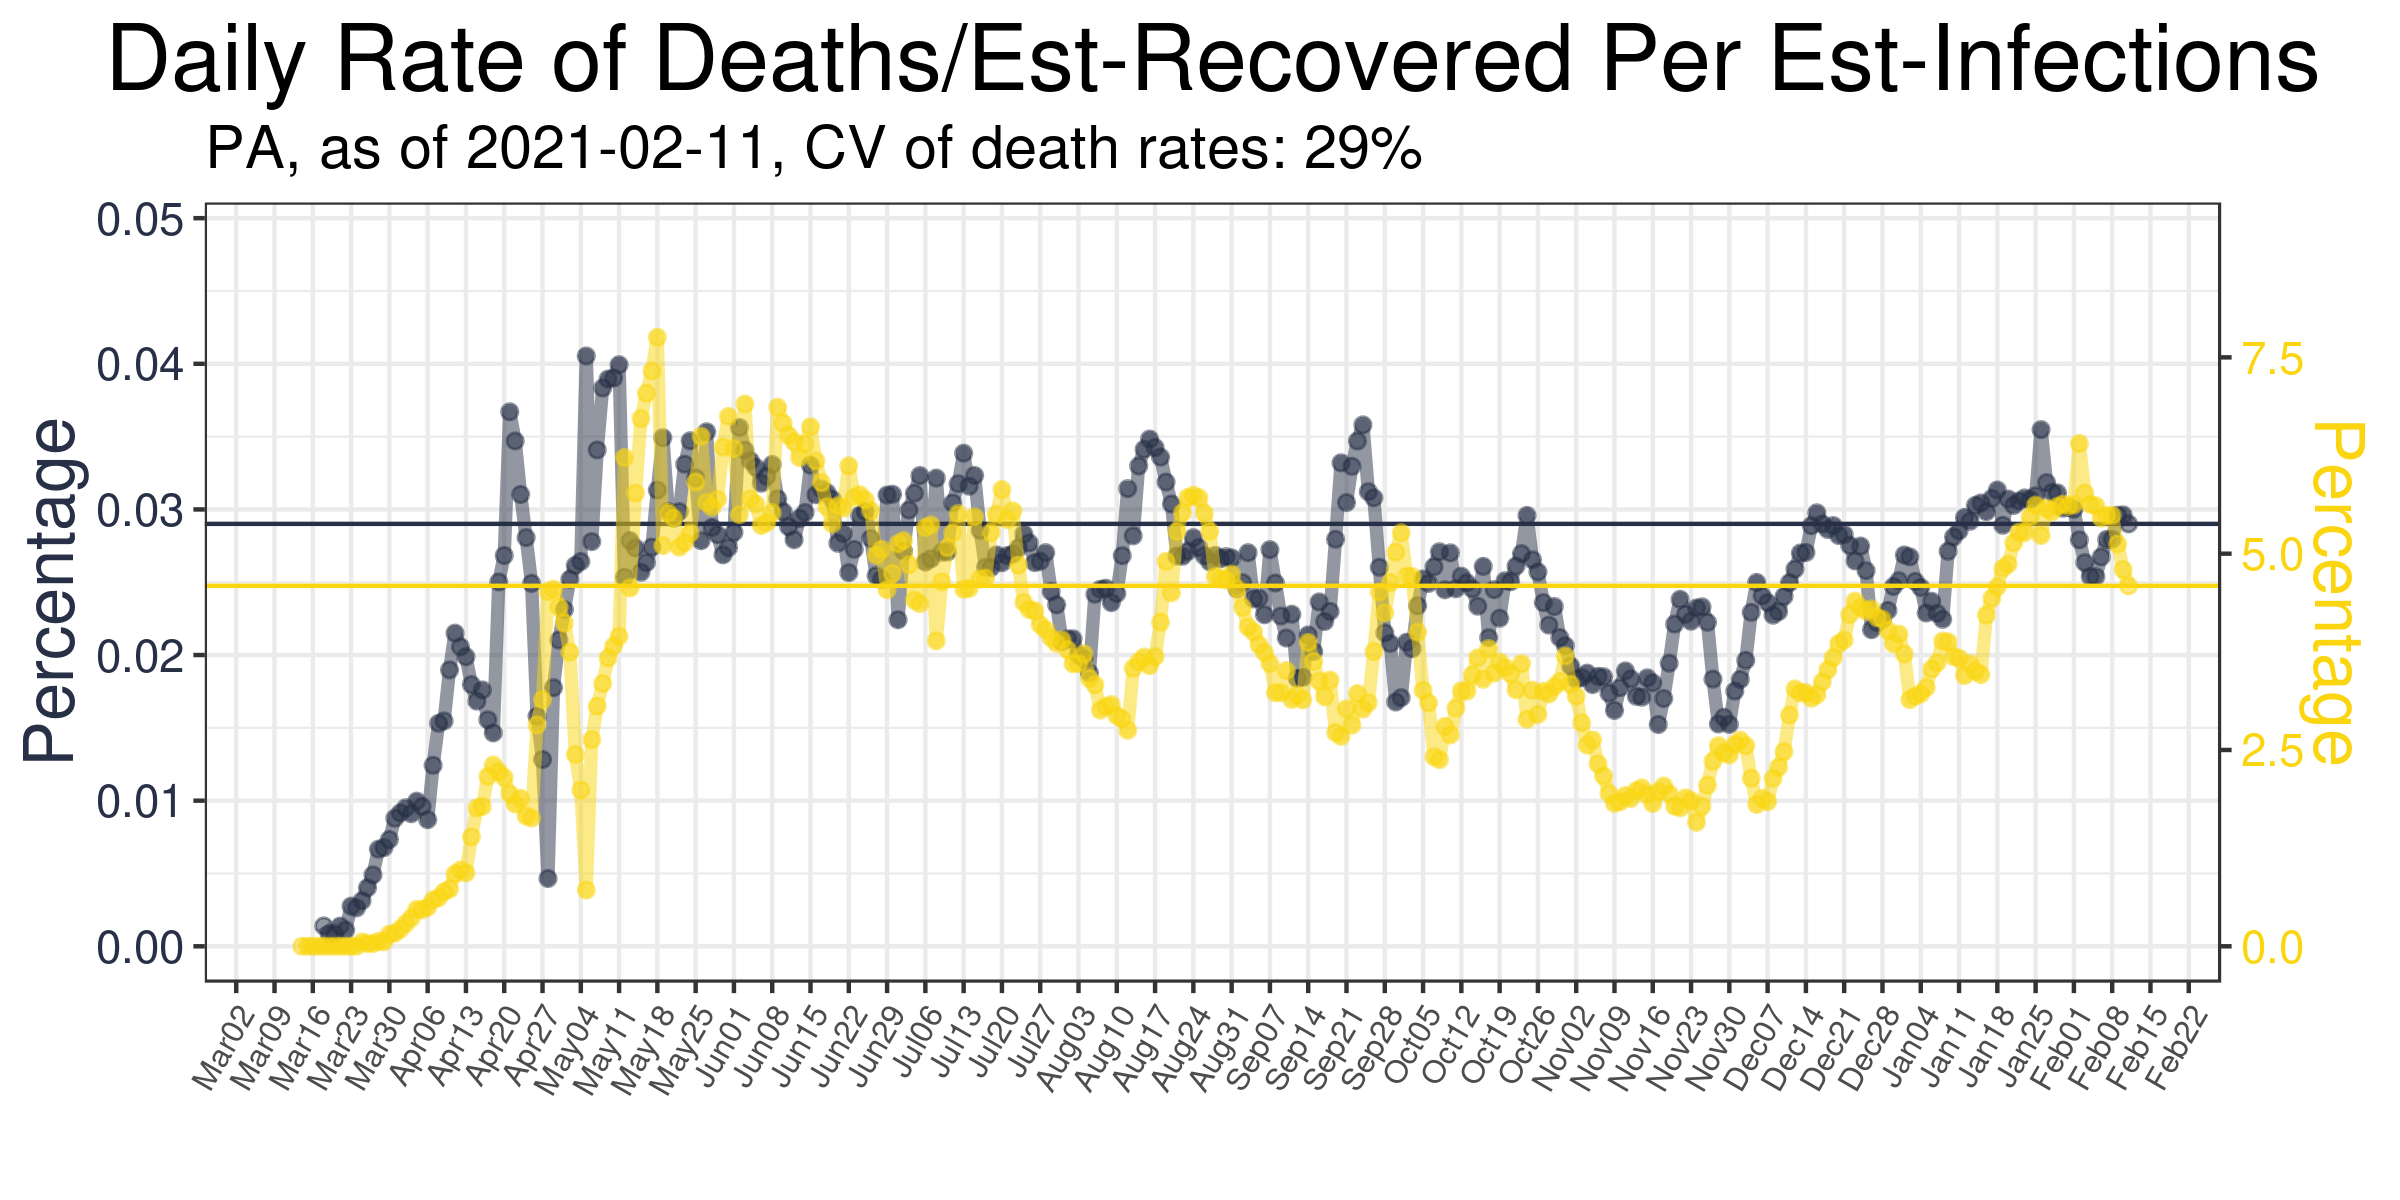 Daily Rate of Deaths/Est-Recovered Per Est-Infections
PA, as of 2021-02-11, CV of death rates: 29%
Percentage
0.05
0.04
0.03
0.02
0.01
0.00
7.5
5.0
2.5
0.0
Percentage
Mar02
Mar09
Mar16
Mar23
Mar30
Apr06
Apr13
Apr20
Apr27
May04
May11
May18
May25
Jun01
Jun08
Jun15
Jun22
Jun29
Jul06
Jul13
Jul20
Jul27
Aug03
Aug10
Aug17
Aug24
Aug31
Sep07
Sep14
Sep21
Sep28
Oct05
Oct12
Oct19
Oct26
Nov02
Nov09
Nov16
Nov23
Nov30
Dec07
Dec14
Dec21
Dec28
Dec04
Jan11
Jan18
Jan25
Feb01
Feb08
Feb15
Feb22